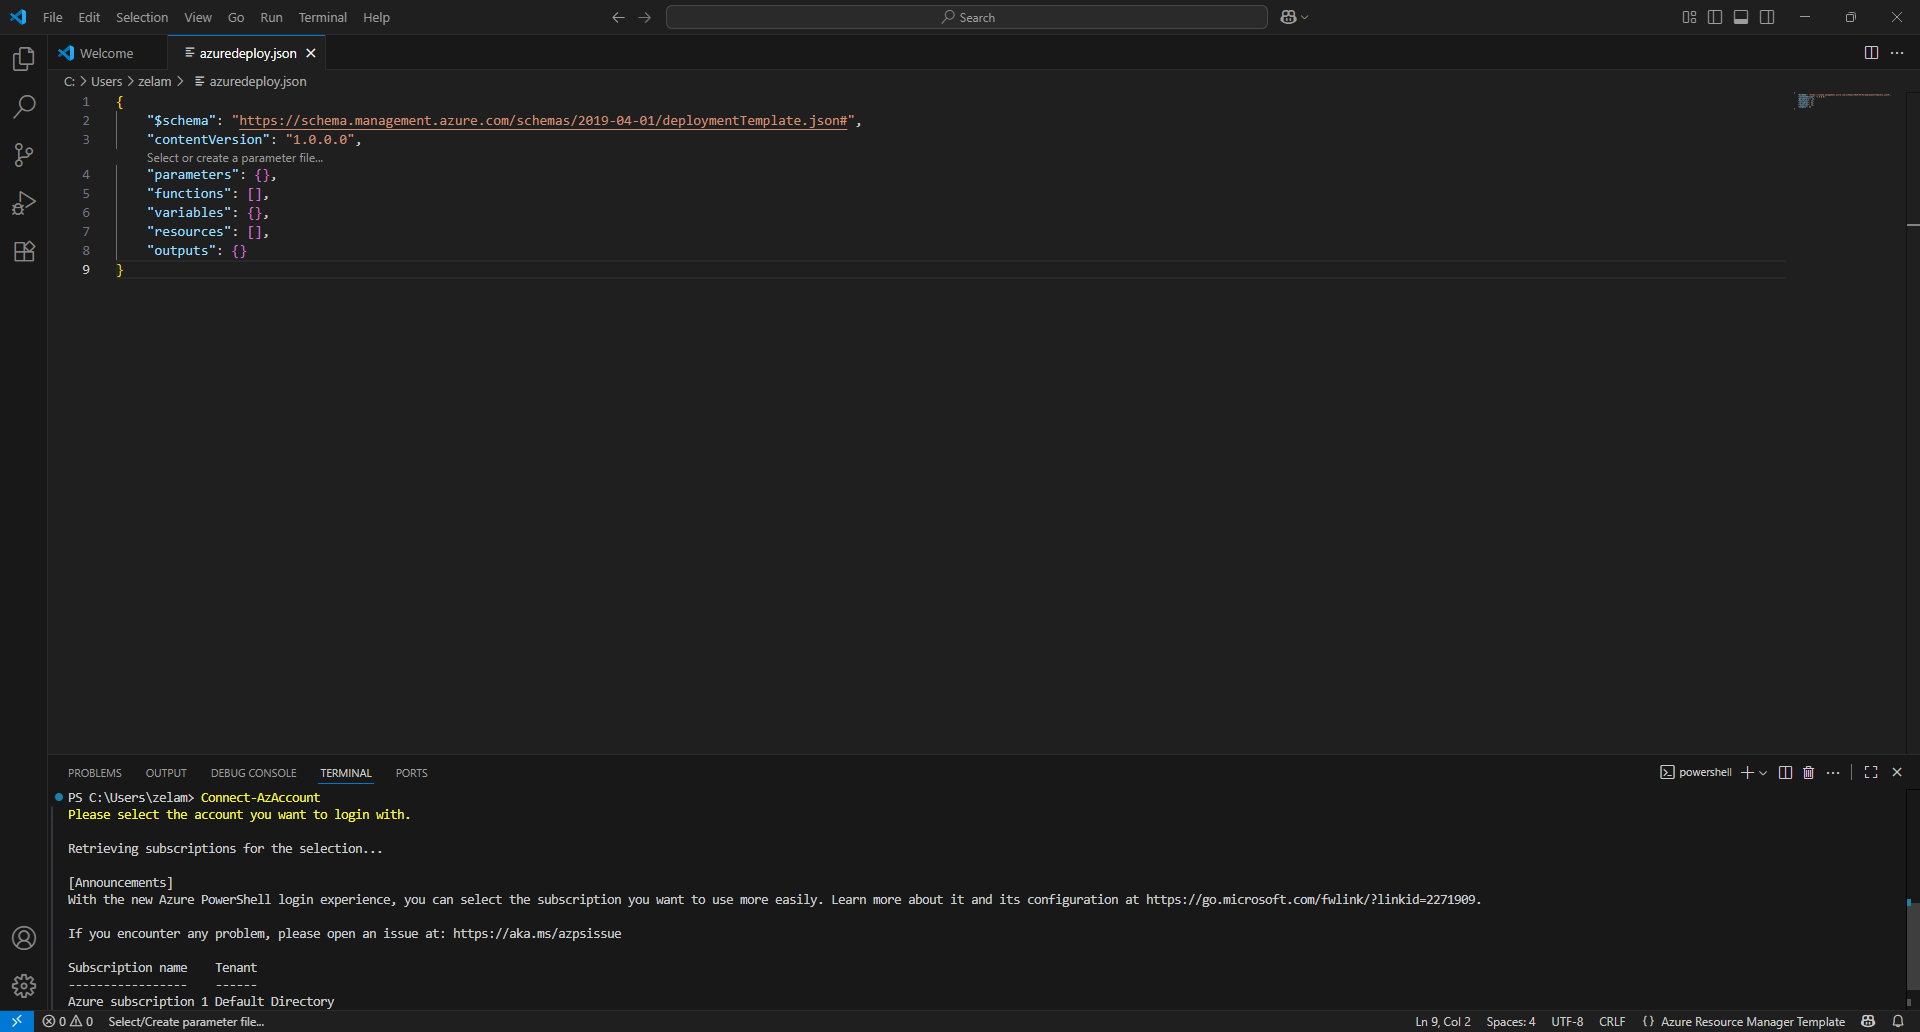 File Edit Selection View Go Run Terminal Help
Search
Welcome
azuredeploy.json
C: > Users > zelam > azuredeploy.json
1 {
2 "$schema": "https://schema.management.azure.com/schemas/2019-04-01/deploymentTemplate.json#",
3 "contentVersion": "1.0.0.0",
Select or create a parameter file...
4 "parameters": {},
5 "functions": [],
6 "variables": {},
7 "resources": [],
8 "outputs": {}
9 }
PROBLEMS OUTPUT DEBUG CONSOLE TERMINAL PORTS
powershell
PS C:\Users\zelam> Connect-AzAccount
Please select the account you want to login with.
Retrieving subscriptions for the selection...
[Announcements]
With the new Azure PowerShell login experience, you can select the subscription you want to use more easily. Learn more about it and its configuration at https://go.microsoft.com/fwlink/?linkid=2271909.
If you encounter any problem, please open an issue at: https://aka.ms/azpsissue
Subscription name Tenant
----------------- ------
Azure subscription 1 Default Directory
0 0 Select/Create parameter file...
Ln 9, Col 2 Spaces: 4 UTF-8 CRLF {} Azure Resource Manager Template